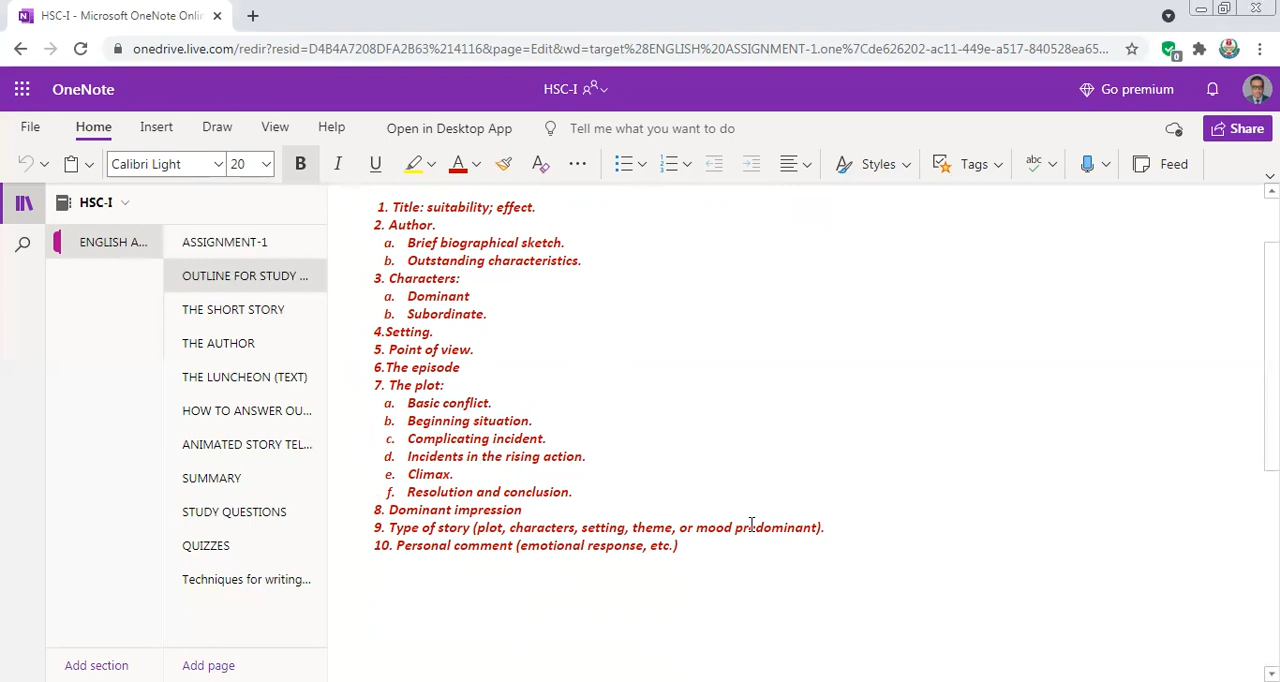 HSC-I - Microsoft OneNote Onlin
onedrive.live.com/redir?resid=D4B4A7208DFA2B63%214116&page=Edit&wd=target%28ENGLISH%20ASSIGNMENT-1.one%7Cde626202-ac11-449e-a517-840528ea65...
0
OneNote
HSC-I
Go premium
File
Home
Insert
Draw
View
Help
Open in Desktop App
Tell me what you want to do
Share
Calibri Light
20
B
I
U
A
A
...
Styles
Tags
abc
Feed
HSC-I
ENGLISH A...
ASSIGNMENT-1
OUTLINE FOR STUDY ...
THE SHORT STORY
THE AUTHOR
THE LUNCHEON (TEXT)
HOW TO ANSWER OU...
ANIMATED STORY TEL...
SUMMARY
STUDY QUESTIONS
QUIZZES
Techniques for writing...
Add section
Add page
1. Title: suitability; effect.
2. Author.
a. Brief biographical sketch.
b. Outstanding characteristics.
3. Characters:
a. Dominant
b. Subordinate.
4.Setting.
5. Point of view.
6.The episode
7. The plot:
a. Basic conflict.
b. Beginning situation.
c. Complicating incident.
d. Incidents in the rising action.
e. Climax.
f. Resolution and conclusion.
8. Dominant impression
9. Type of story (plot, characters, setting, theme, or mood predominant).
10. Personal comment (emotional response, etc.)